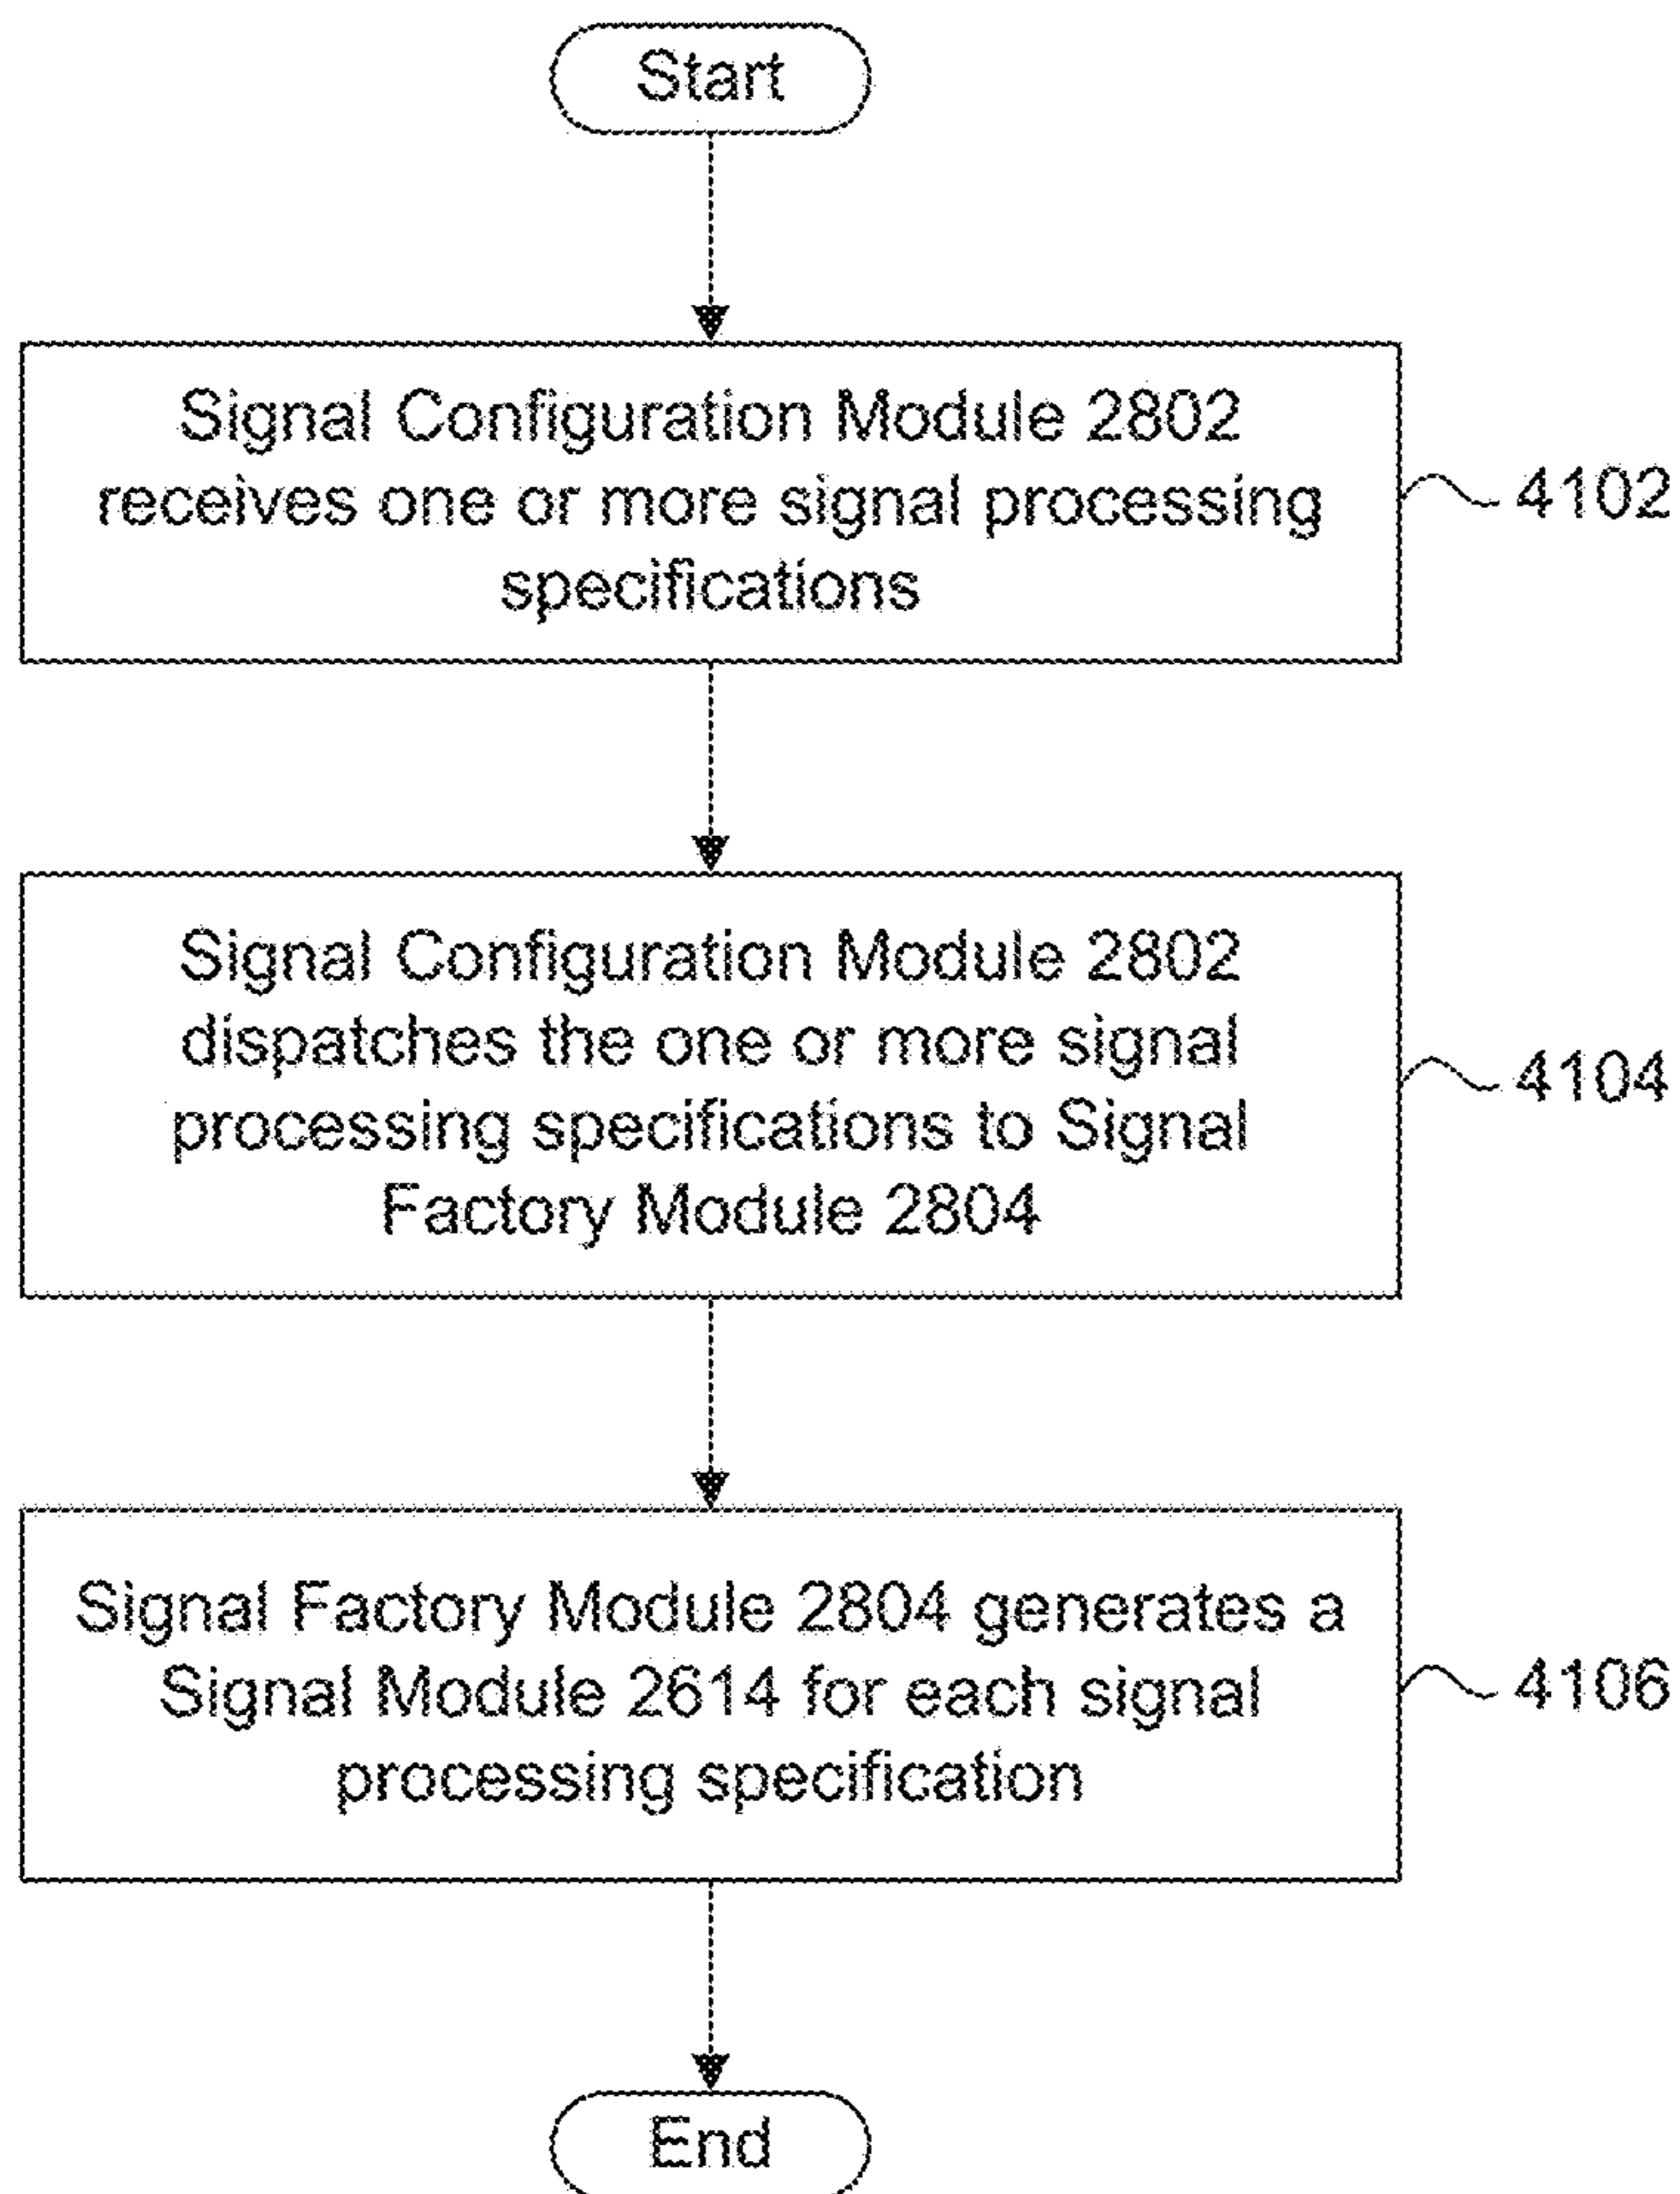 Start
Signal Configuration Module 2802
receives one or more signal processing
specifications
4102
Signal Configuration Module 2802
dispatches the one or more signal
processing specifications to Signal
Factory Module 2804
4104
Signal Factory Module 2804 generates a
Signal Module 2614 for each signal
processing specification
4106
End